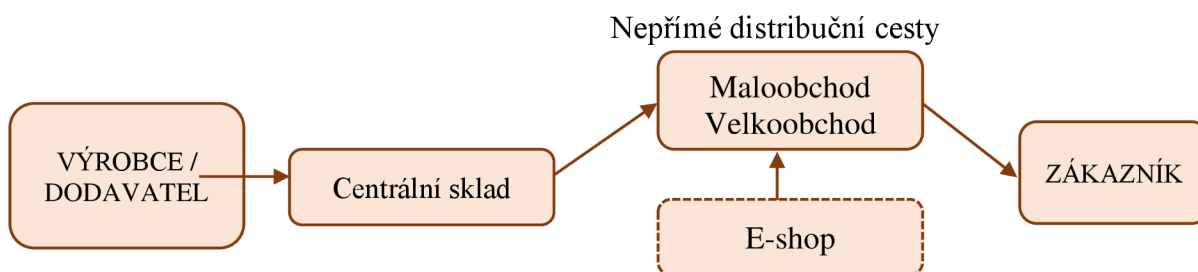 Nepřímé distribuční cesty
VÝROBCE /
DODAVATEL
Centrální sklad
Maloobchod
Velkoobchod
E-shop
ZÁKAZNÍK